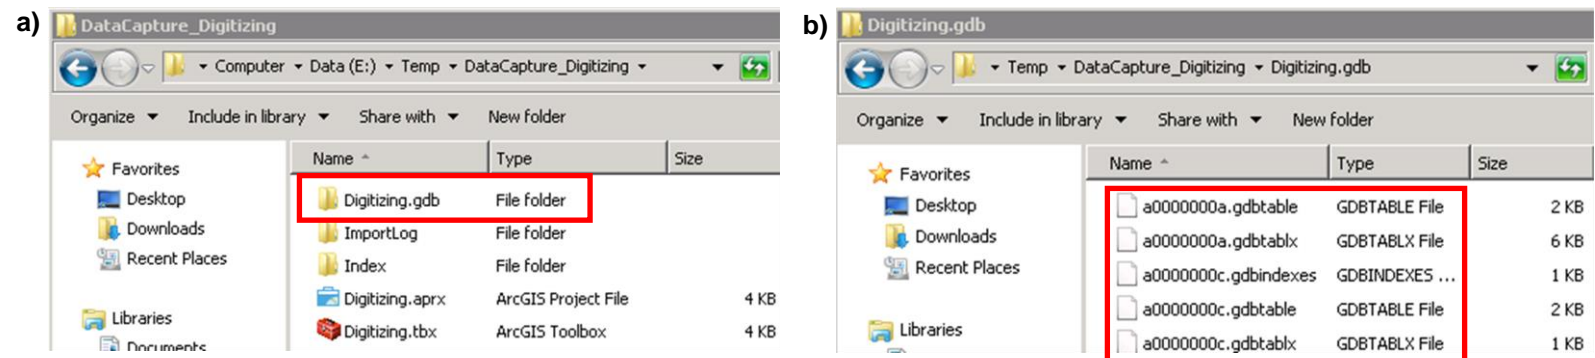 a)
DataCapture_Digitizing
Computer Data (E:) Temp DataCapture_Digitizing
Organize Include in library Share with New folder
Name Type Size
Favorites
Desktop
Downloads
Recent Places
Libraries
Documents
Digitizing.gdb File folder
ImportLog File folder
Index File folder
Digitizing.aprx ArcGIS Project File 4 KB
Digitizing.tbx ArcGIS Toolbox 4 KB
b)
Digitizing.gdb
Temp DataCapture_Digitizing Digitizing.gdb
Organize Include in library Share with New folder
Name Type Size
Favorites
Desktop
Downloads
Recent Places
Libraries
a0000000a.gdbtable GDBTABLE File 2 KB
a0000000a.gdbtablx GDBTABLX File 6 KB
a0000000c.gdbindexes GDBINDEXES ... 1 KB
a0000000c.gdbtable GDBTABLE File 2 KB
a0000000c.gdbtablx GDBTABLX File 1 KB